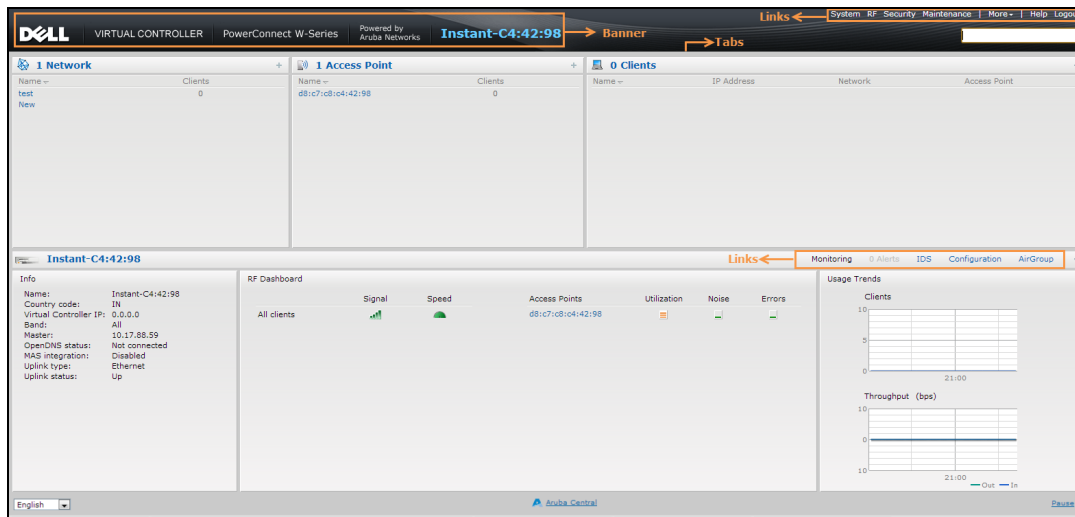 Links
System RF Security Maintenance | More | Help Logou
DELL VIRTUAL CONTROLLER PowerConnect W-Series Powered by Aruba Networks Instant-C4:42:98
Banner
Tabs
1 Network +
Name Clients
test 0
New
1 Access Point +
Name Clients
d8:c7:c8:c4:42:98 0
0 Clients
Name IP Address Network Access Point
Instant-C4:42:98
Links
Monitoring 0 Alerts IDS Configuration AirGroup
Info
Name: Instant-C4:42:98
Country code: IN
Virtual Controller IP: 0.0.0.0
Band: All
Master: 10.17.88.59
OpenDNS status: Not connected
MAS integration: Disabled
Uplink type: Ethernet
Uplink status: Up
RF Dashboard
Signal Speed Access Points Utilization Noise Errors
All clients d8:c7:c8:c4:42:98
Usage Trends
Clients
10
5
0
21:00
Throughput (bps)
10
0
10
21:00
Out In
English
Aruba Central
Pause